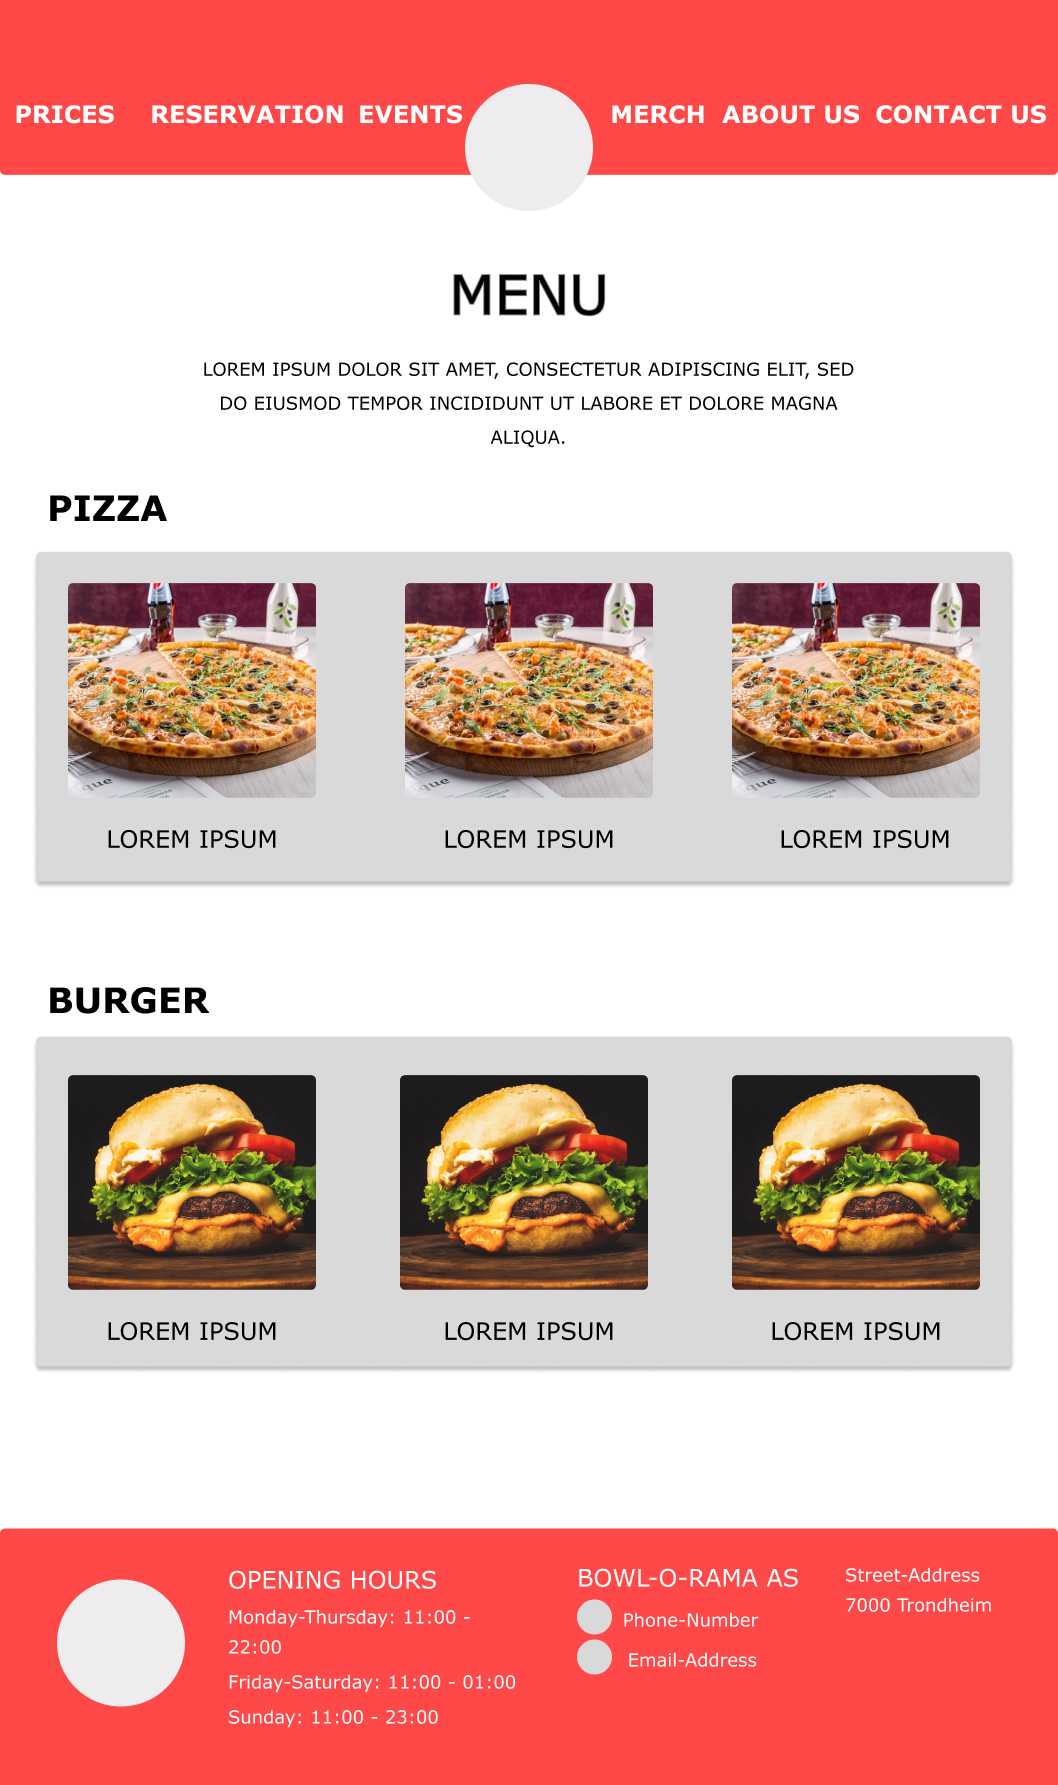 PRICES RESERVATION EVENTS MERCH ABOUT US CONTACT US
MENU
LOREM IPSUM DOLOR SIT AMET, CONSECTETUR ADIPISCING ELIT, SED
DO EIUSMOD TEMPOR INCIDIDUNT UT LABORE ET DOLORE MAGNA
ALIQUA.
PIZZA
LOREM IPSUM LOREM IPSUM LOREM IPSUM
BURGER
LOREM IPSUM LOREM IPSUM LOREM IPSUM
OPENING HOURS
Monday-Thursday: 11:00 -
22:00
Friday-Saturday: 11:00 - 01:00
Sunday: 11:00 - 23:00
BOWL-O-RAMA AS
Phone-Number
Email-Address
Street-Address
7000 Trondheim